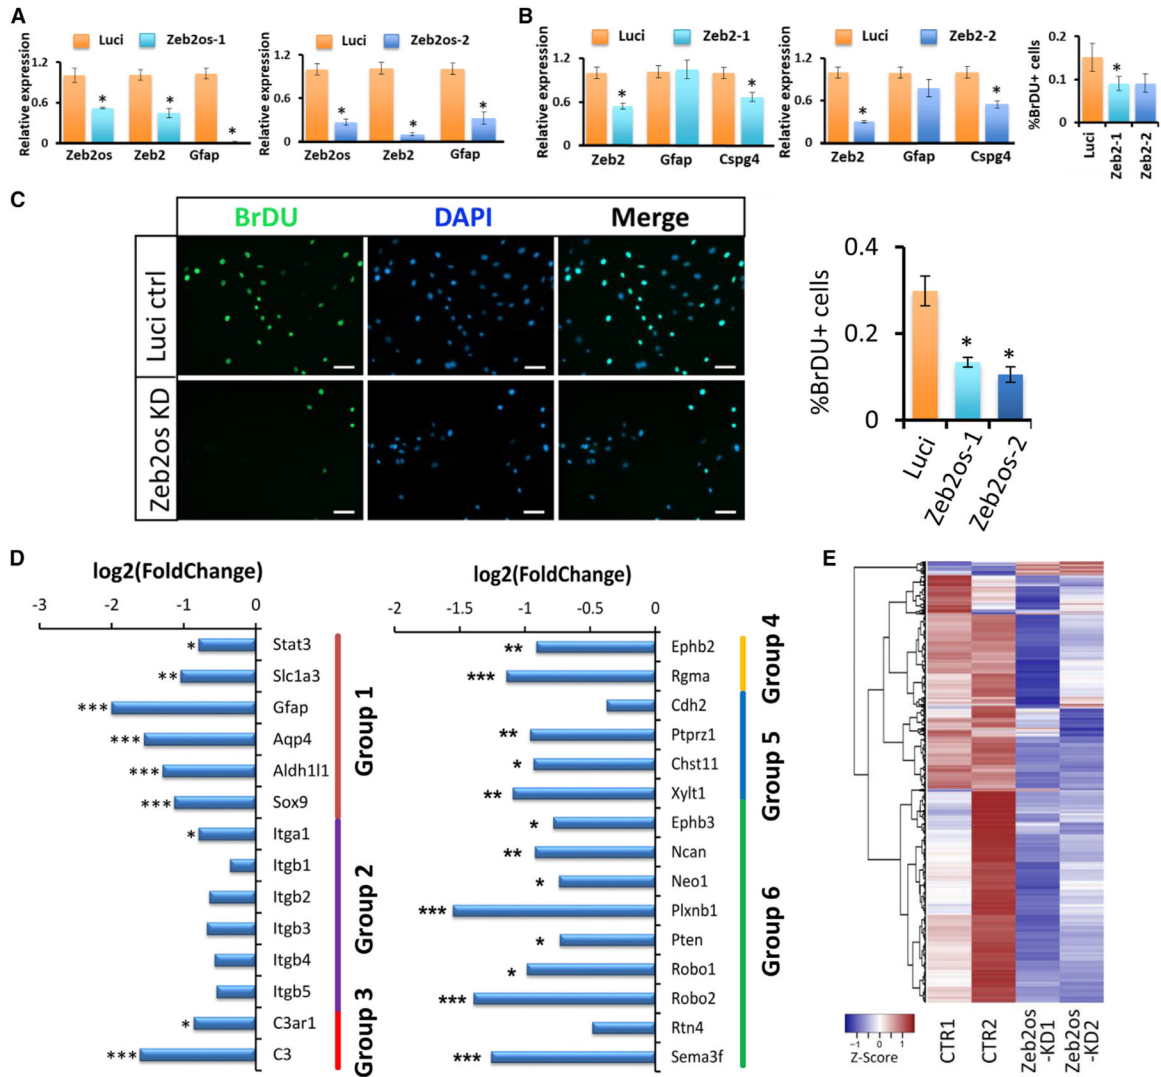 A
Luci Zeb2os-1
Relative expression
1.2
0.6
0
* * *
Zeb2os Zeb2 Gfap
Luci Zeb2os-2
Relative expression
1.2
0.6
0
* * *
Zeb2os Zeb2 Gfap
B
Luci Zeb2-1
Relative expression
1.2
0.6
0
* *
Zeb2 Gfap Cspg4
Luci Zeb2-2
Relative expression
1.2
0.6
0
* *
Zeb2 Gfap Cspg4
%BrDU+ cells
0.2
0.1
0
*
Luci
Zeb2-1
Zeb2-2
C
BrDU DAPI Merge
Luci ctrl
Zeb2os KD
%BrDU+ cells
0.4
0.2
0
* *
Luci
Zeb2os-1
Zeb2os-2
D
log2(FoldChange)
-3 -2 -1 0
* Stat3
** Slc1a3
*** Gfap
*** Aqp4
*** Aldh1l1
*** Sox9
* Itga1
Itgb1
Itgb2
Itgb3
Itgb4
Itgb5
* C3ar1
*** C3
Group 1
Group 2
Group 3
log2(FoldChange)
-2 -1.5 -1 -0.5 0
** Ephb2
*** Rgma
Cdh2
** Ptprz1
* Chst11
** Xylt1
* Ephb3
** Ncan
* Neo1
*** Plxnb1
* Pten
* Robo1
*** Robo2
Rtn4
*** Sema3f
Group 4
Group 5
Group 6
E
-1 0 1
Z-Score
CTR1
CTR2
Zeb2os
-KD1
Zeb2os
-KD2